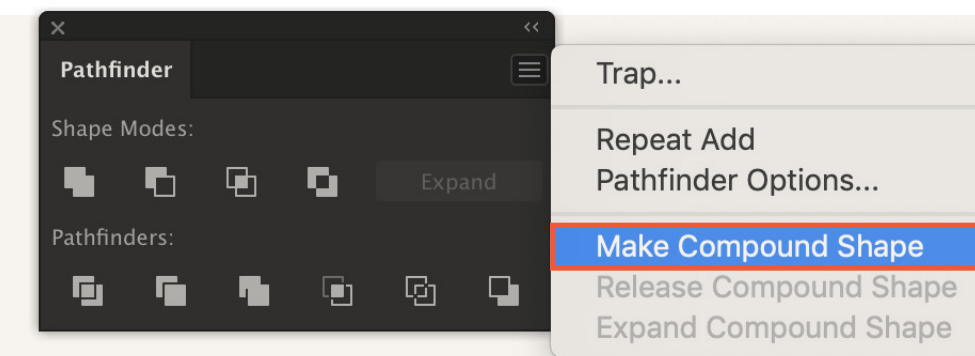 Pathfinder
Shape Modes:
Expand
Pathfinders:
Trap...
Repeat Add
Pathfinder Options...
Make Compound Shape
Release Compound Shape
Expand Compound Shape